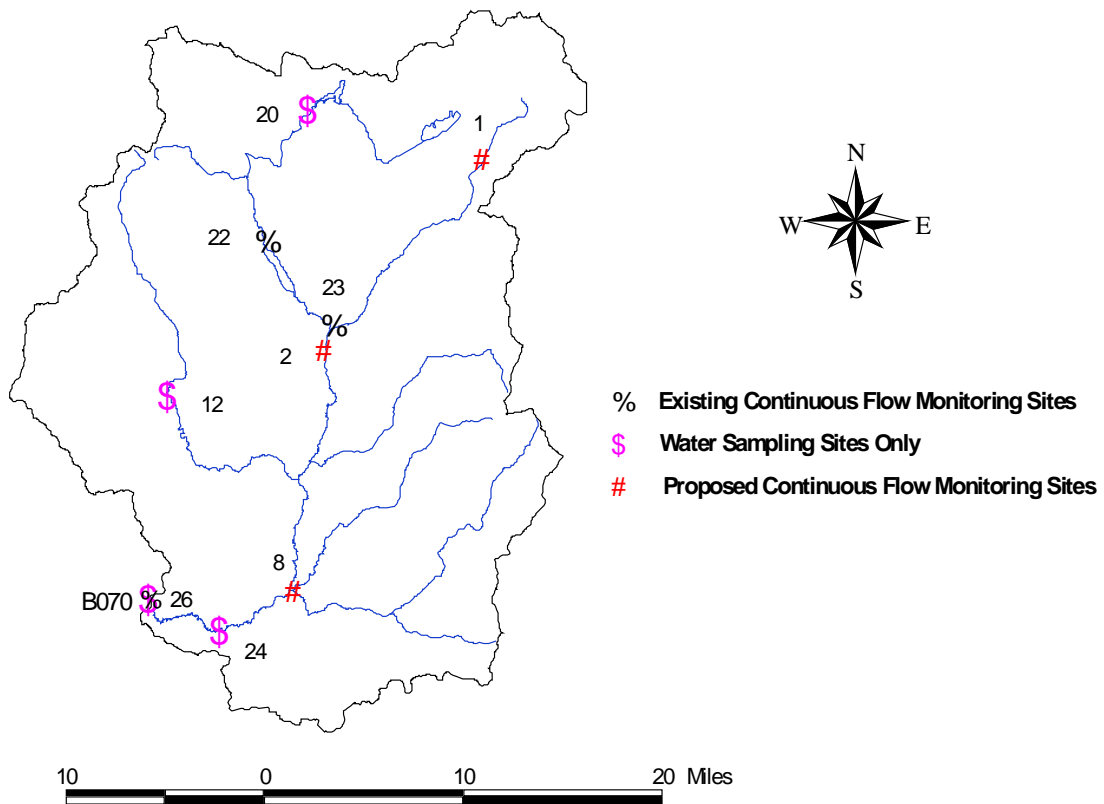 20
$
1
#
N
W
E
S
22
%
23
%
2
#
$
12
% Existing Continuous Flow Monitoring Sites
$ Water Sampling Sites Only
# Proposed Continuous Flow Monitoring Sites
8
#
B070 $ % 26
$
24
10 0 10 20 Miles